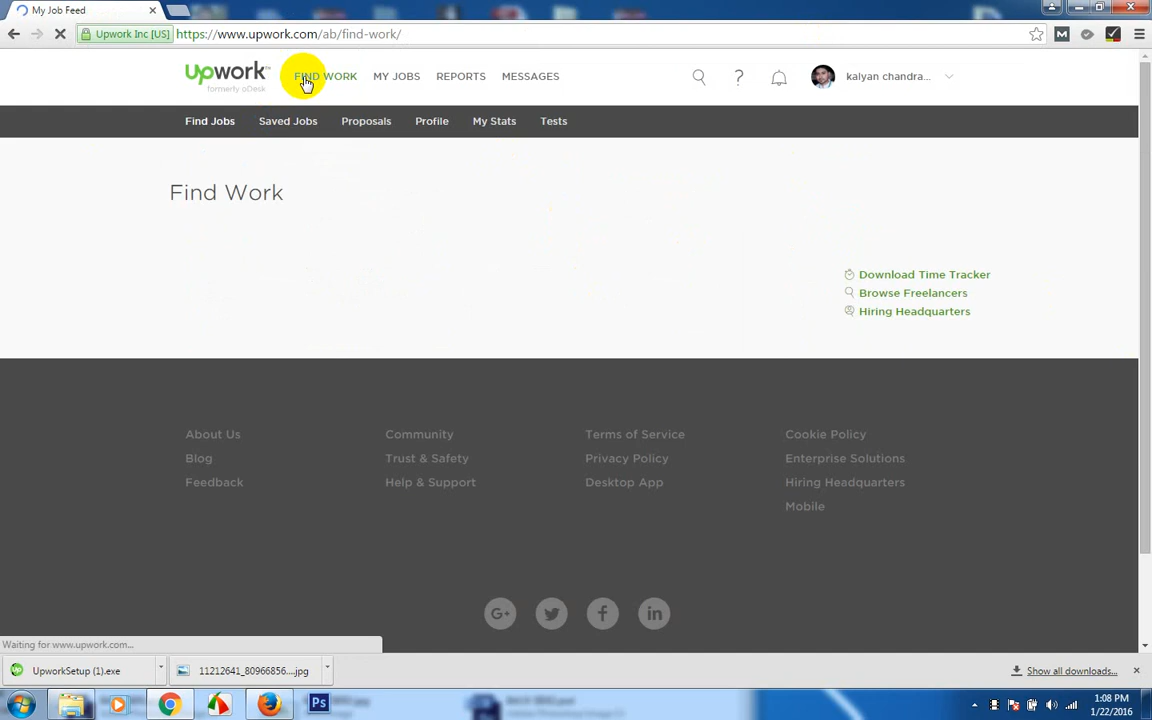 My Job Feed
Upwork Inc [US] https://www.upwork.com/ab/find-work/
Upwork™ FIND WORK MY JOBS REPORTS MESSAGES ? kalyan chandra...
formerly oDesk
Find Jobs Saved Jobs Proposals Profile My Stats Tests
Find Work
Download Time Tracker
Browse Freelancers
Hiring Headquarters
About Us Community Terms of Service Cookie Policy
Blog Trust & Safety Privacy Policy Enterprise Solutions
Feedback Help & Support Desktop App Hiring Headquarters
Mobile
G+ f in
Waiting for www.upwork.com...
Up UpworkSetup (1).exe 11212641_80966856....jpg Show all downloads...
Ps
1:08 PM
1/22/2016